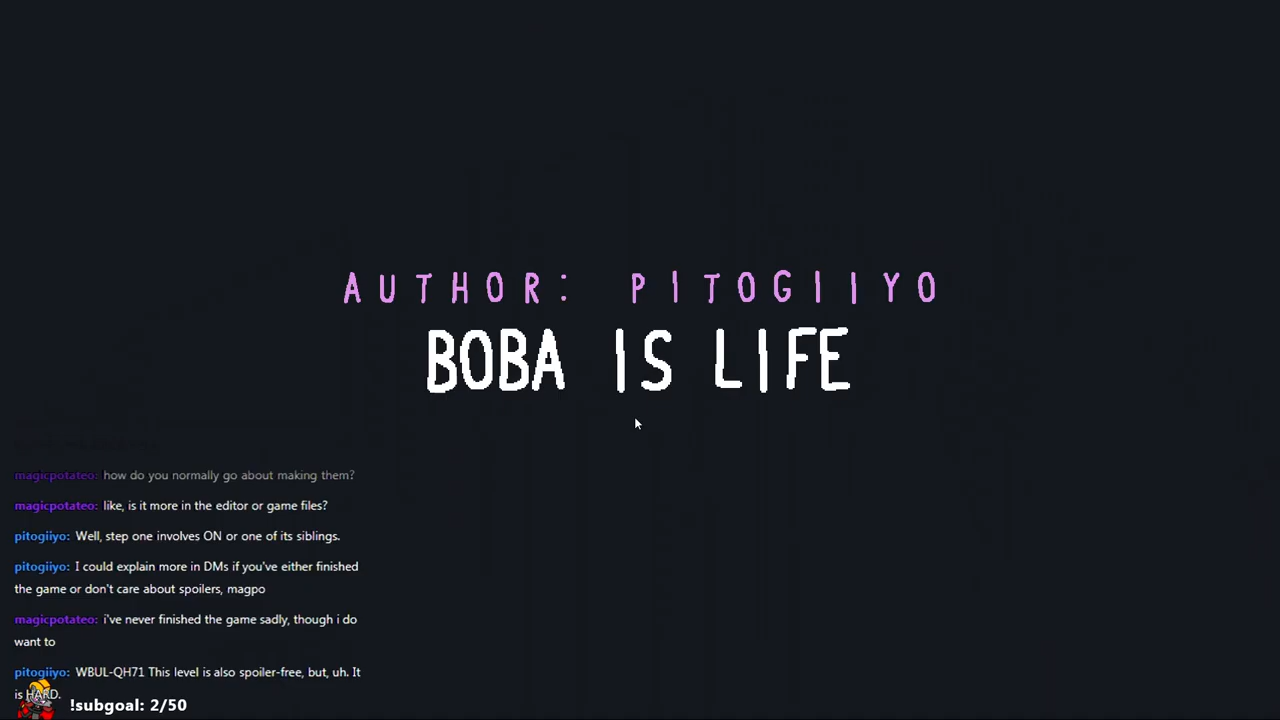 AUTHOR: PITOGIIYO
BOBA IS LIFE
magicpotateo: how do you normally go about making them?
magicpotateo: like, is it more in the editor or game files?
pitogiiyo: Well, step one involves ON or one of its siblings.
pitogiiyo: I could explain more in DMs if you've either finished
the game or don't care about spoilers, magpo
magicpotateo: i've never finished the game sadly, though i do
want to
pitogiiyo: WBUL-QH71 This level is also spoiler-free, but, uh. It
is HARD.
!subgoal: 2/50